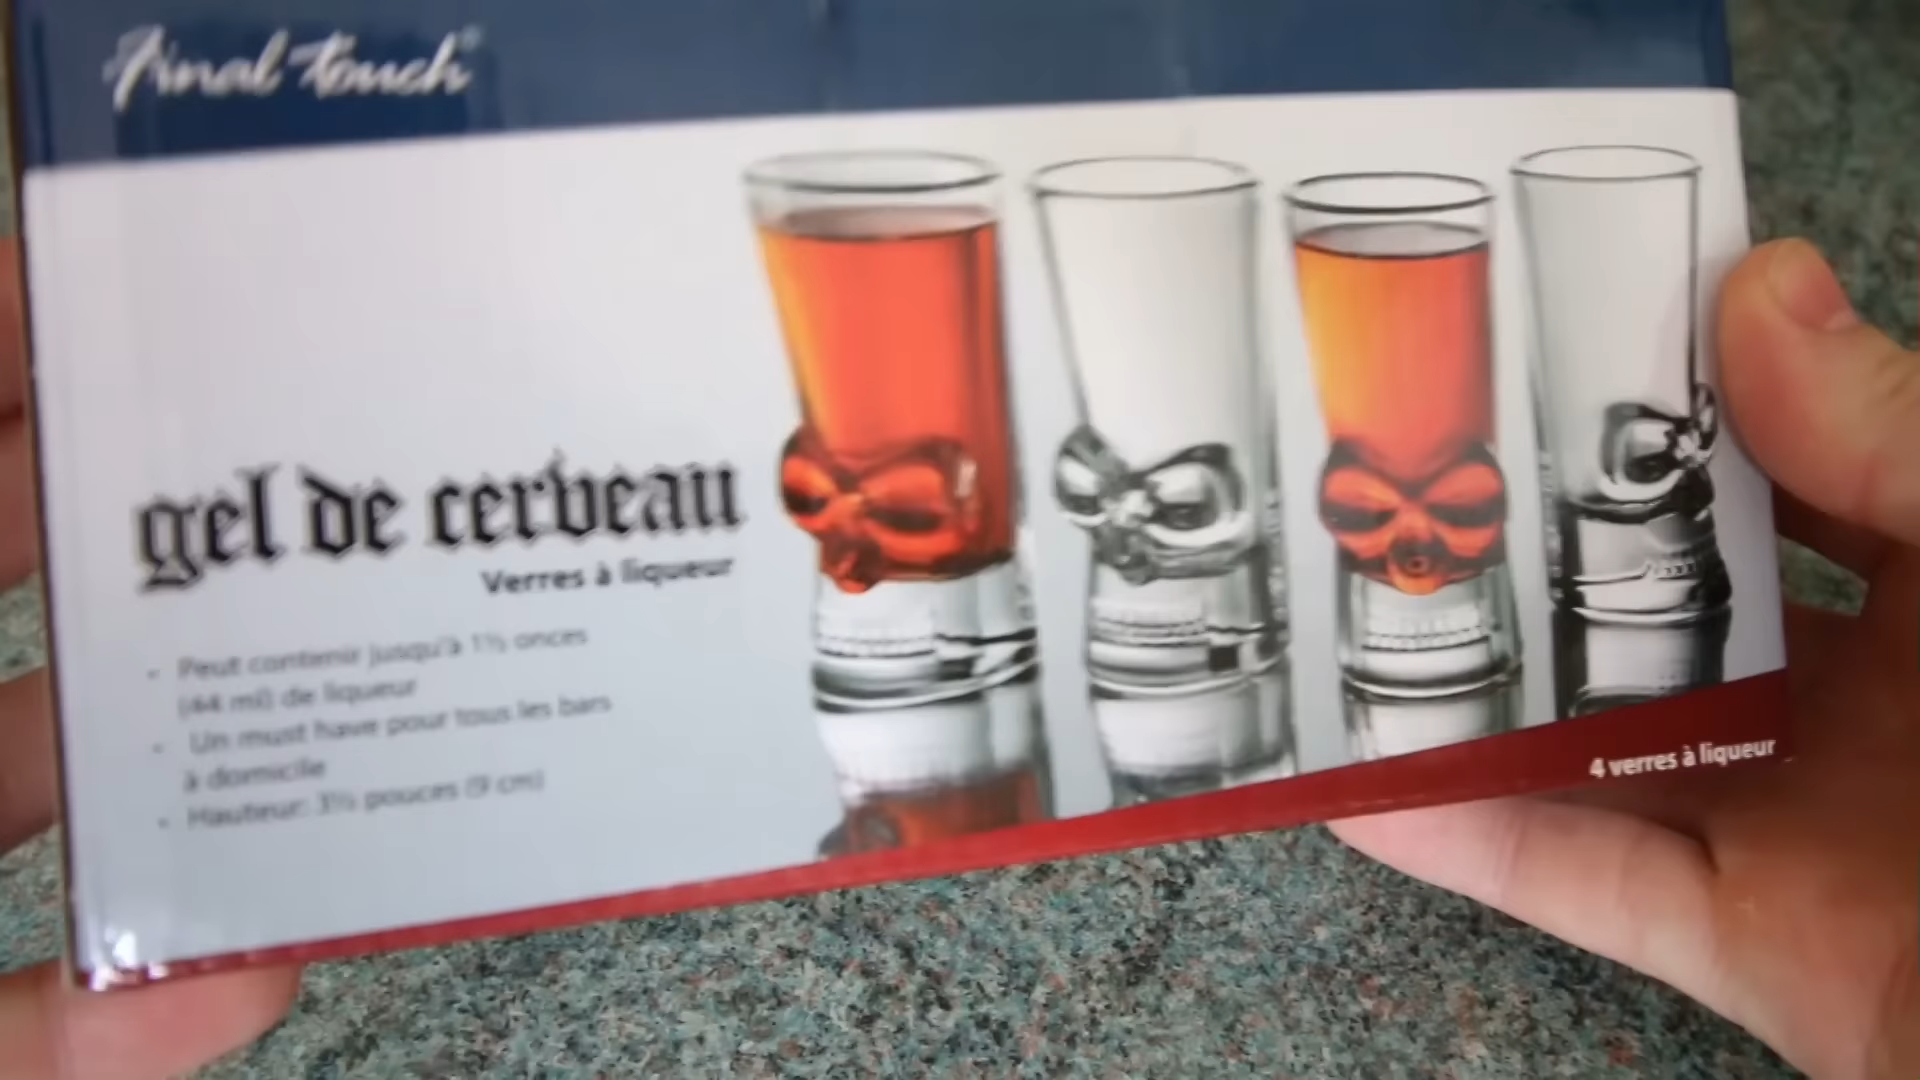 final touch®
gel de cerveau
Verres à liqueur
• Peut contenir jusqu'à 1½ onces
(44 ml) de liqueur
• Un must have pour tous les bars
à domicile
• Hauteur: 3½ pouces (9 cm)
4 verres à liqueur